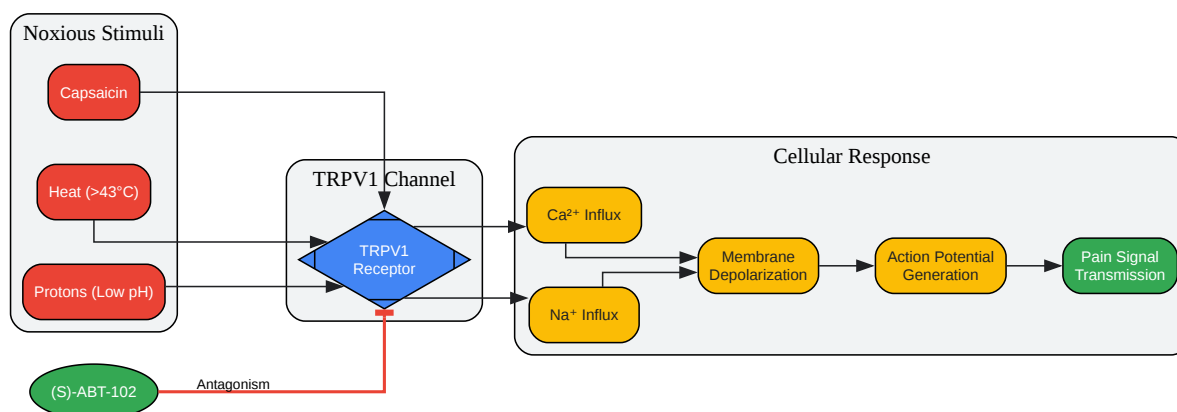 Noxious Stimuli
Capsaicin
Heat (>43°C)
Protons (Low pH)
(S)-ABT-102
Antagonism
TRPV1 Channel
TRPV1
Receptor
Cellular Response
Ca²⁺ Influx
Na⁺ Influx
Membrane
Depolarization
Action Potential
Generation
Pain Signal
Transmission